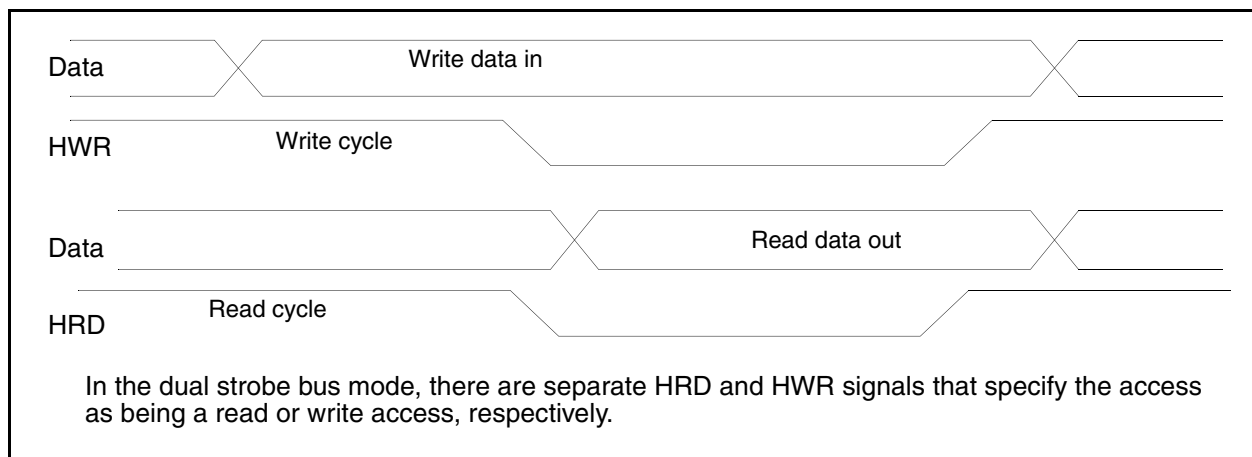 Data
Write data in
HWR
Write cycle
Data
Read data out
HRD
Read cycle
In the dual strobe bus mode, there are separate HRD and HWR signals that specify the access
as being a read or write access, respectively.